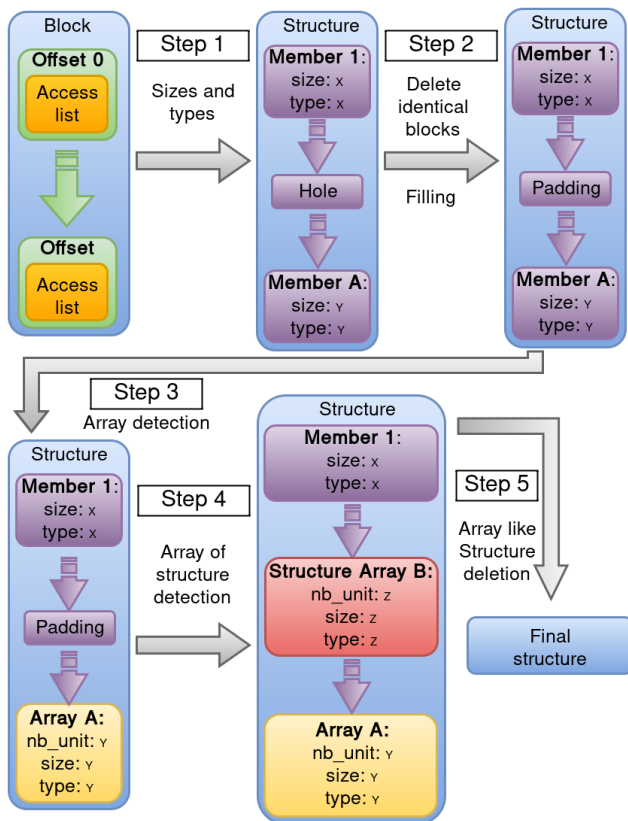 Block
Offset 0
Access
list
Offset
Access
list
Step 1
Sizes and
types
Structure
Member 1:
size: X
type: X
Hole
Member A:
size: Y
type: Y
Step 2
Delete
identical
blocks
Filling
Structure
Member 1:
size: X
type: X
Padding
Member A:
size: Y
type: Y
Step 3
Array detection
Structure
Member 1:
size: X
type: X
Padding
Array A:
nb_unit: Y
size: Y
type: Y
Step 4
Array of
structure
detection
Structure
Member 1:
size: X
type: X
Structure Array B:
nb_unit: Z
size: Z
type: Z
Array A:
nb_unit: Y
size: Y
type: Y
Step 5
Array like
Structure
deletion
Final
structure